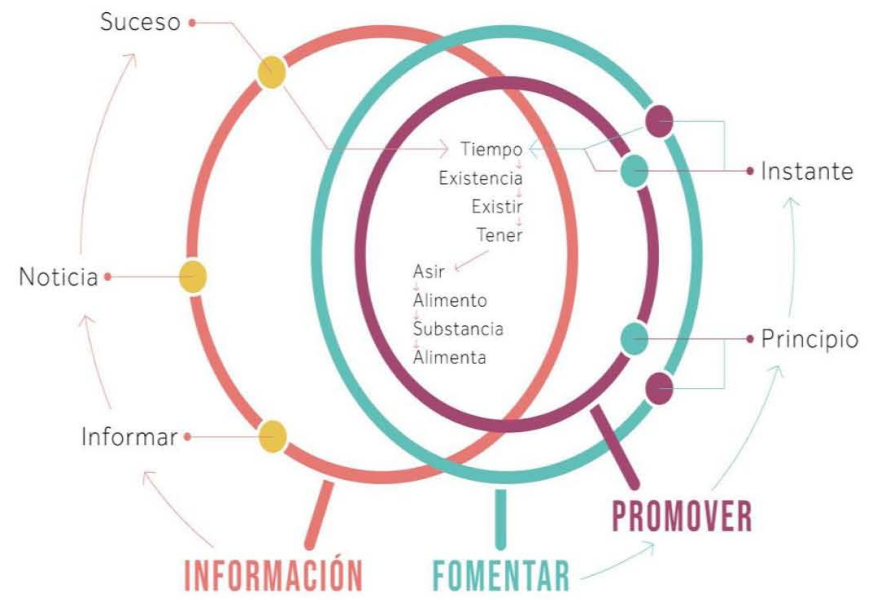 Suceso
Tiempo
Instante
Existencia
Existir
Tener
Noticia
Asir
Alimento
Substancia
Principio
Alimenta
Informar
PROMOVER
INFORMACIÓN
FOMENTAR